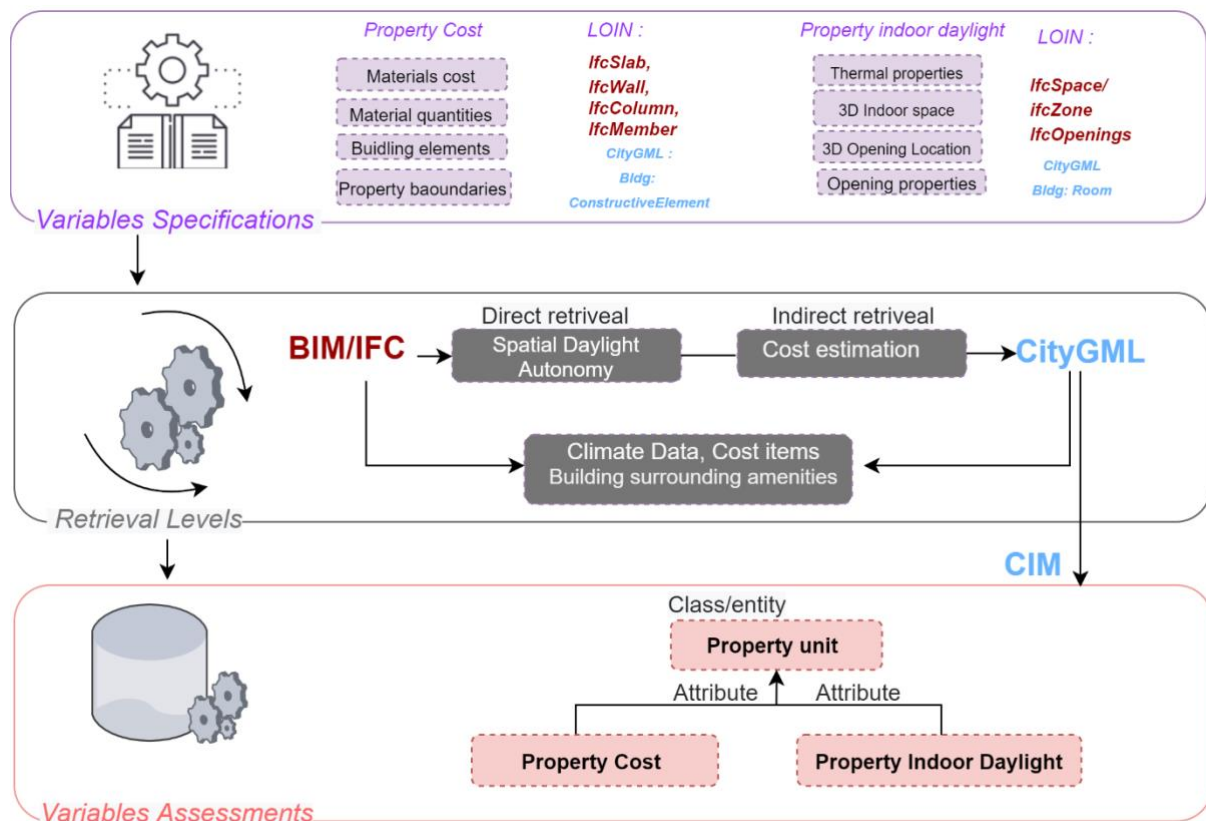 Property Cost
LOIN :
Property indoor daylight
LOIN :
Materials cost
Material quantities
Buidling elements
Property baoundaries
IfcSlab,
IfcWall,
IfcColumn,
IfcMember
CityGML :
Bldg:
ConstructiveElement
Thermal properties
3D Indoor space
3D Opening Location
Opening properties
IfcSpace/
ifcZone
IfcOpenings
CityGML
Bldg: Room
Variables Specifications
Direct retriveal
Indirect retriveal
BIM/IFC
Spatial Daylight
Autonomy
Cost estimation
CityGML
Climate Data, Cost items
Building surrounding amenities
Retrieval Levels
CIM
Class/entity
Property unit
Attribute
Attribute
Property Cost
Property Indoor Daylight
Variables Assessments